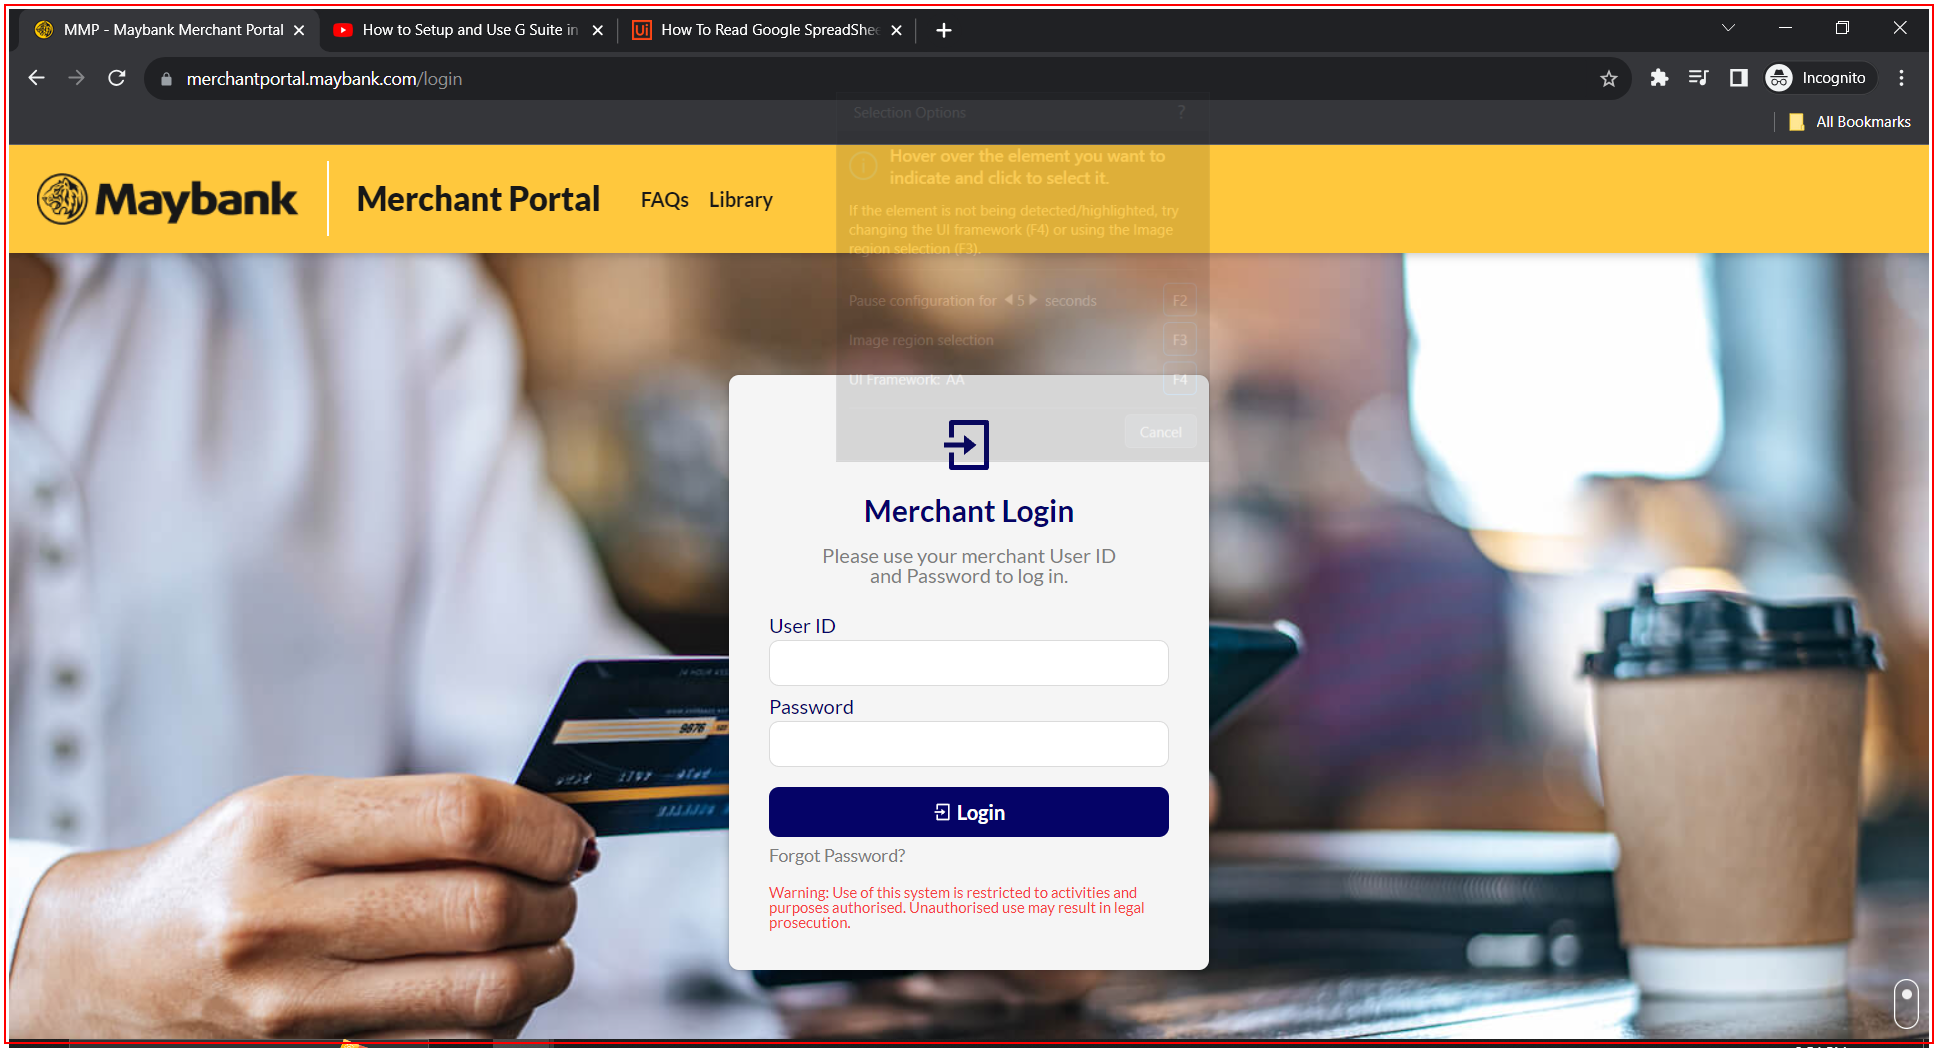 MMP - Maybank Merchant Portal
How to Setup and Use G Suite in
How To Read Google SpreadShee
merchantportal.maybank.com/login
Incognito
All Bookmarks
Selection Options ?
Hover over the element you want to
indicate and click to select it.
If the element is not being detected/highlighted, try
changing the UI framework (F4) or using the Image
region selection (F3).
Pause configuration for 5 seconds F2
Image region selection F3
UI Framework: AA F4
Cancel
Maybank
Merchant Portal
FAQs
Library
Merchant Login
Please use your merchant User ID
and Password to log in.
User ID
Password
Login
Forgot Password?
Warning: Use of this system is restricted to activities and
purposes authorised. Unauthorised use may result in legal
prosecution.
9876